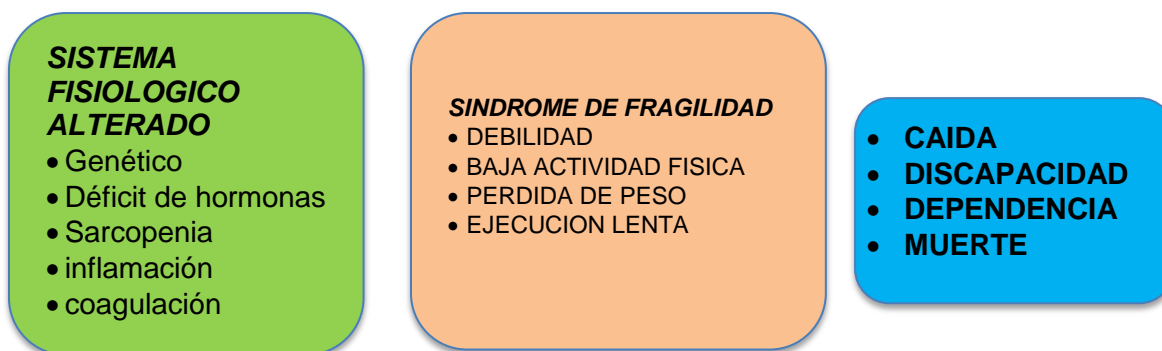 SISTEMA
FISIOLOGICO
ALTERADO
• Genético
• Déficit de hormonas
• Sarcopenia
• inflamación
• coagulación
SINDROME DE FRAGILIDAD
• DEBILIDAD
• BAJA ACTIVIDAD FISICA
• PERDIDA DE PESO
• EJECUCION LENTA
• CAIDA
• DISCAPACIDAD
• DEPENDENCIA
• MUERTE